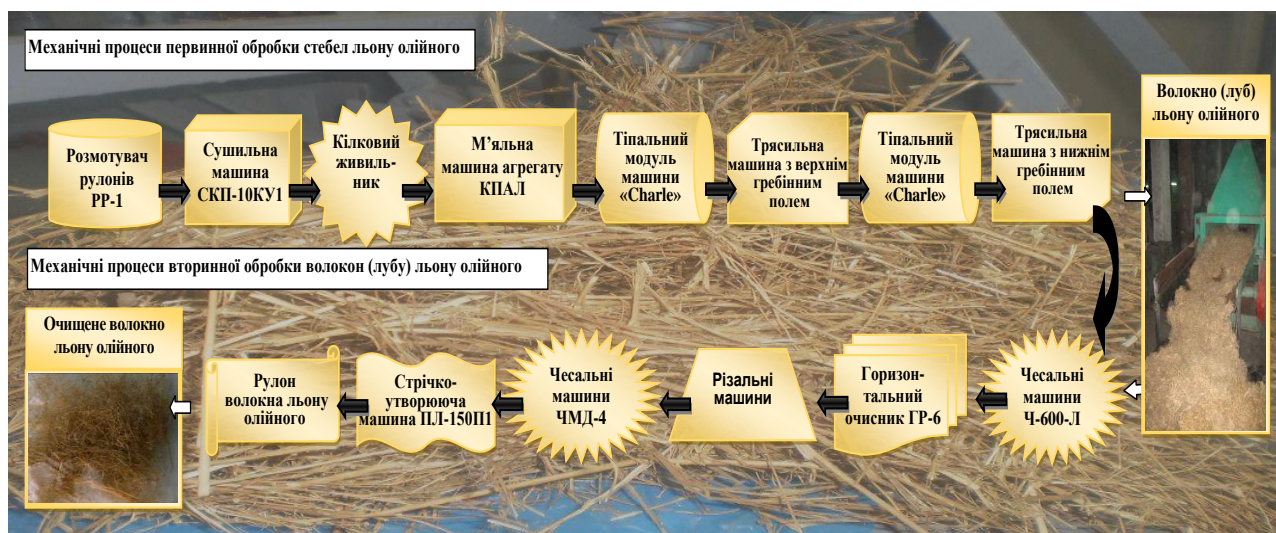 Механічні процеси первинної обробки стебел льону олійного
Розмотувач
рулонів
РР-1
Сушильна
машина
СКП-10КУ1
Кілковий
живиль-
ник
М’яльна
машина агрегату
КПАЛ
Тіпальний
модуль
машини
«Charle»
Трясильна
машина з верхнім
гребінним
полем
Тіпальний
модуль
машини
«Charle»
Трясильна
машина з нижнім
гребінним
полем
Волокно (луб)
льону олійного
Механічні процеси вторинної обробки волокон (лубу) льону олійного
Чесальні
машини
Ч-600-Л
Горизон-
тальний
очисник ГР-6
Різальні
машини
Чесальні
машини
ЧМД-4
Стрічко-
утворююча
машина ПЛ-150П1
Рулон
волокна льону
олійного
Очищене волокно
льону олійного